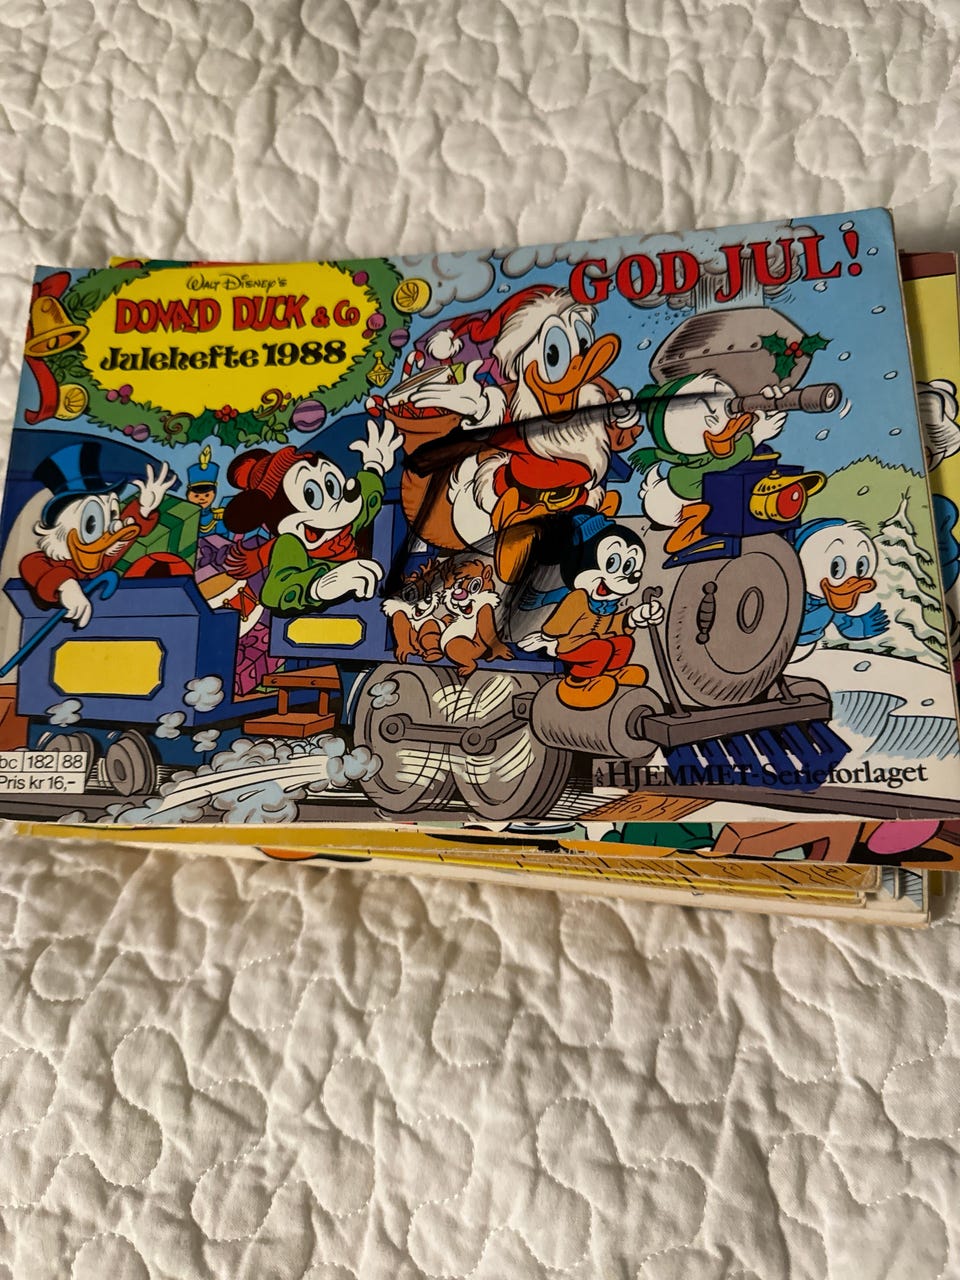 WALT DISNEY'S
DONALD DUCK & Co
Julehefte 1988
GOD JUL!
bc 182 88
Pris kr 16,-
A/S HJEMMET-Serieforlaget